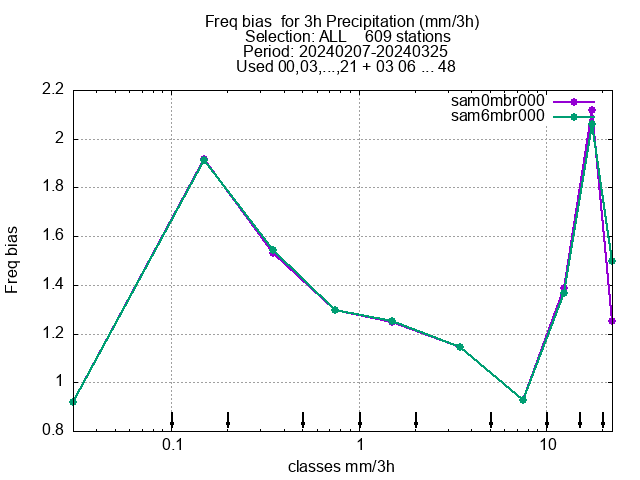 Freq bias  for 3h Precipitation (mm/3h)
Selection: ALL    609 stations
Period: 20240207-20240325
Used 00,03,...,21 + 03 06 ... 48
sam0mbr000
sam6mbr000
2.2
2
1.8
1.6
1.4
1.2
1
0.8
Freq bias
0.1
1
10
classes mm/3h